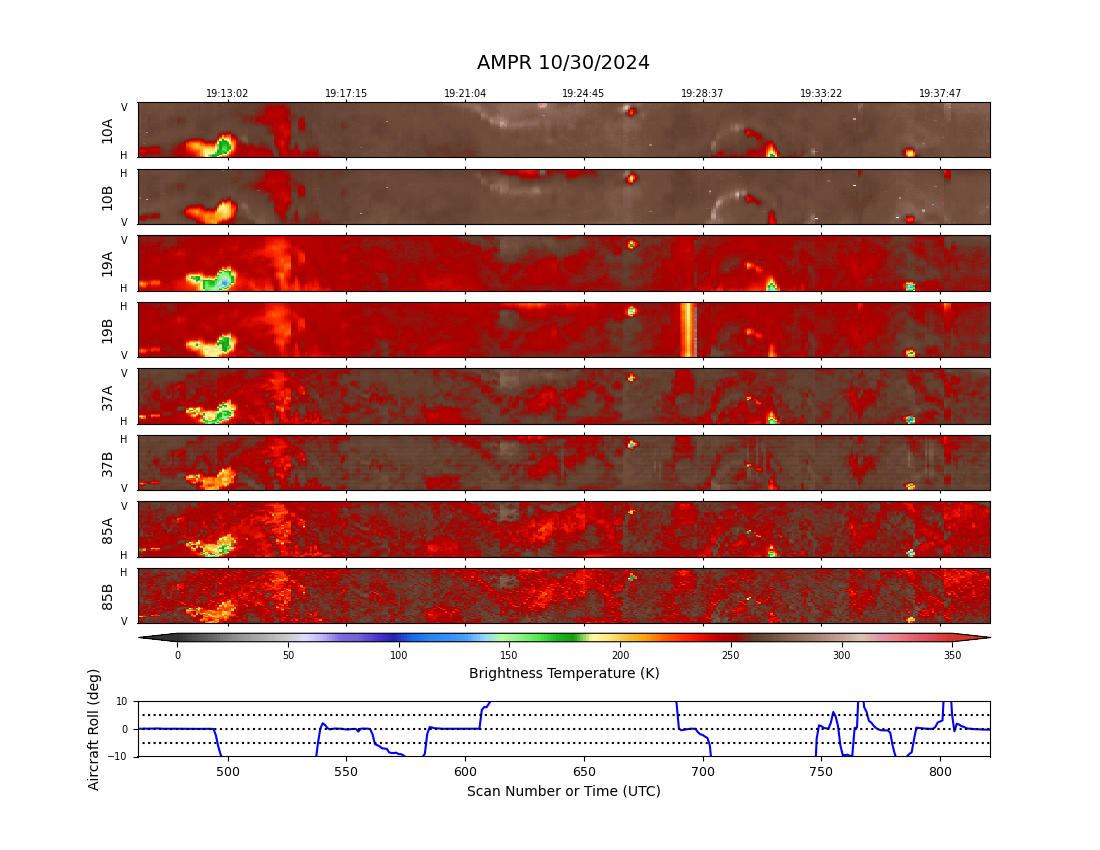 AMPR 10/30/2024
19:13:02 19:17:15 19:21:04 19:24:45 19:28:37 19:33:22 19:37:47
V
10A
H
H
10B
V
V
19A
H
H
19B
V
V
37A
H
H
37B
V
V
85A
H
H
85B
V
0 50 100 150 200 250 300 350
Brightness Temperature (K)
Aircraft Roll (deg)
10
0
−10
500 550 600 650 700 750 800
Scan Number or Time (UTC)